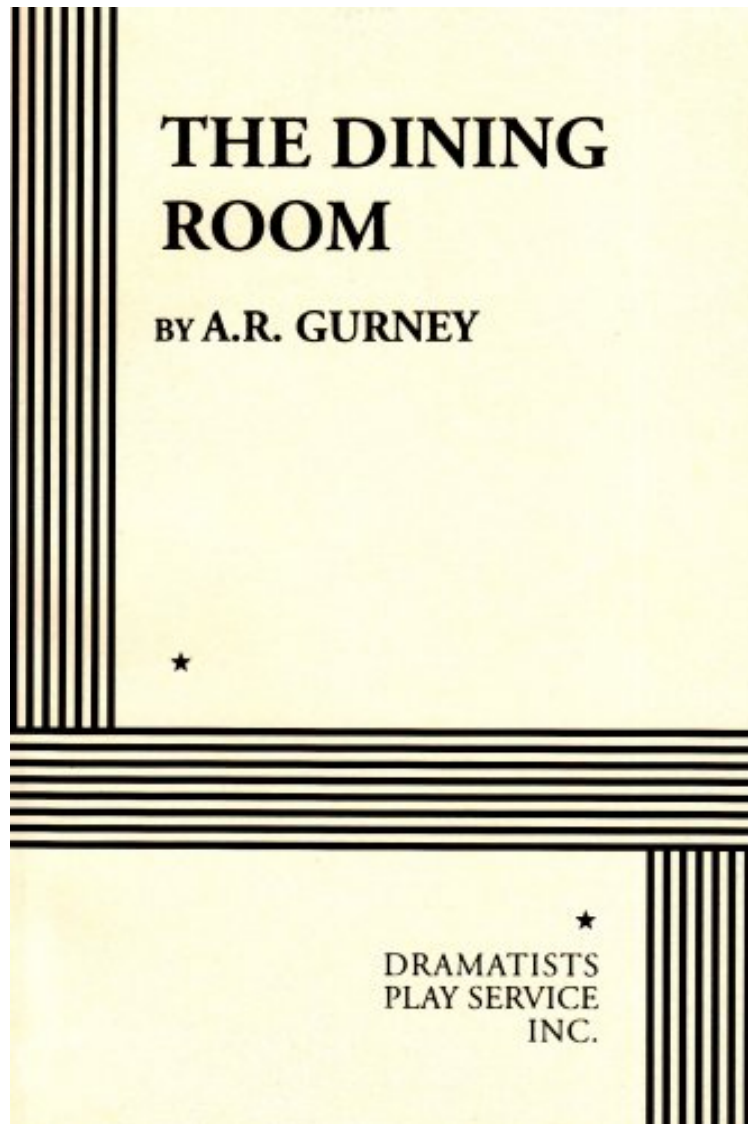 THE DINING
ROOM
BY A.R. GURNEY
DRAMATISTS
PLAY SERVICE
INC.